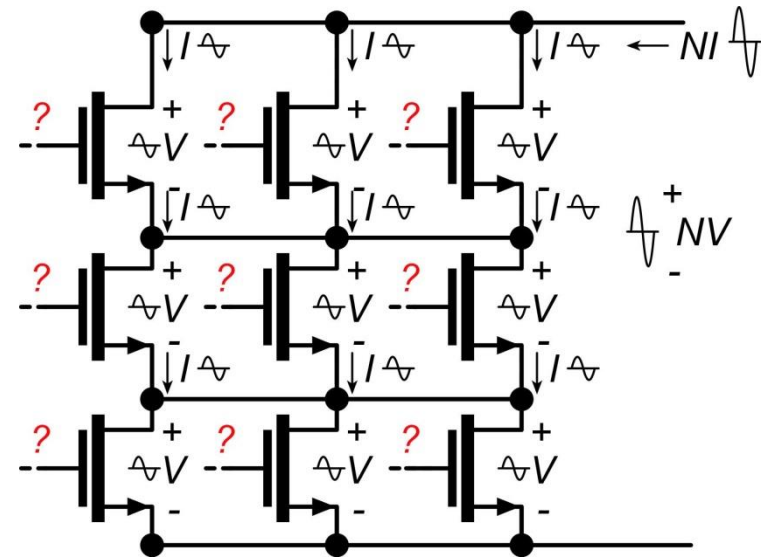 I I I NI
? + ? + ? +
V V V
- - -
I I I
+
NV
-
? + ? + ? +
V V V
- - -
I I I
? + ? + ? +
V V V
- - -